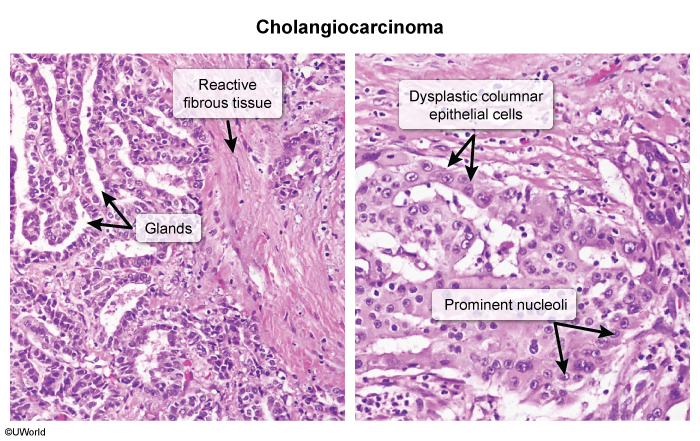 Cholangiocarcinoma
Reactive
fibrous tissue
Glands
Dysplastic columnar
epithelial cells
Prominent nucleoli
©UWorld